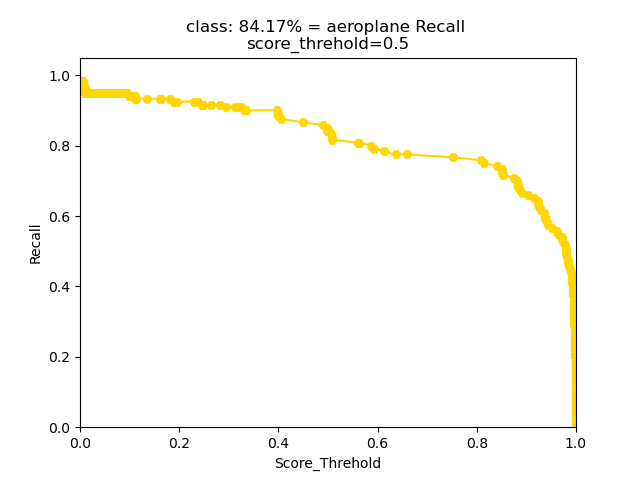 class: 84.17% = aeroplane Recall
score_threhold=0.5
1.0
0.8
0.6
0.4
0.2
0.0
Recall
0.0 0.2 0.4 0.6 0.8 1.0
Score_Threhold